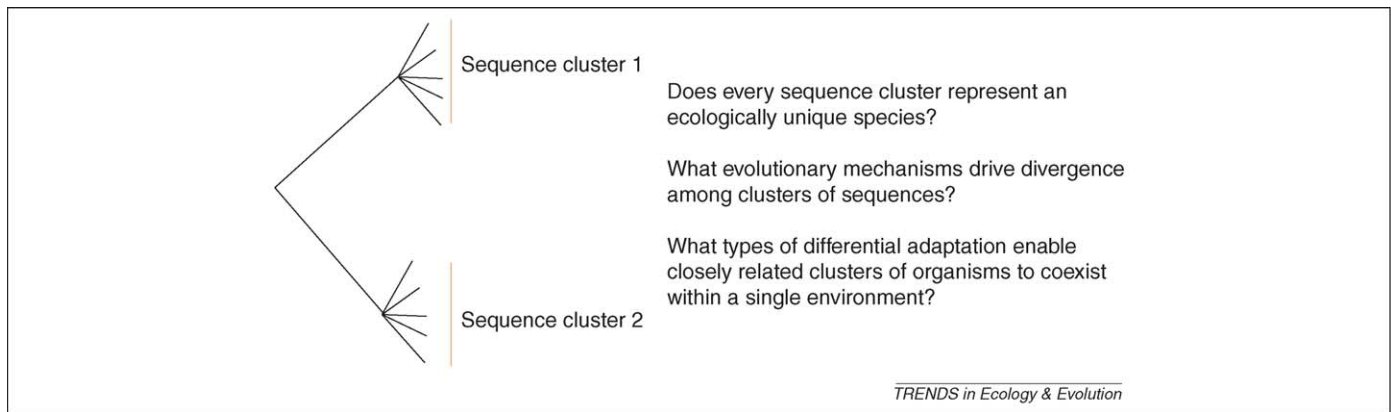 Sequence cluster 1
Does every sequence cluster represent an
ecologically unique species?
What evolutionary mechanisms drive divergence
among clusters of sequences?
What types of differential adaptation enable
closely related clusters of organisms to coexist
within a single environment?
Sequence cluster 2
TRENDS in Ecology & Evolution